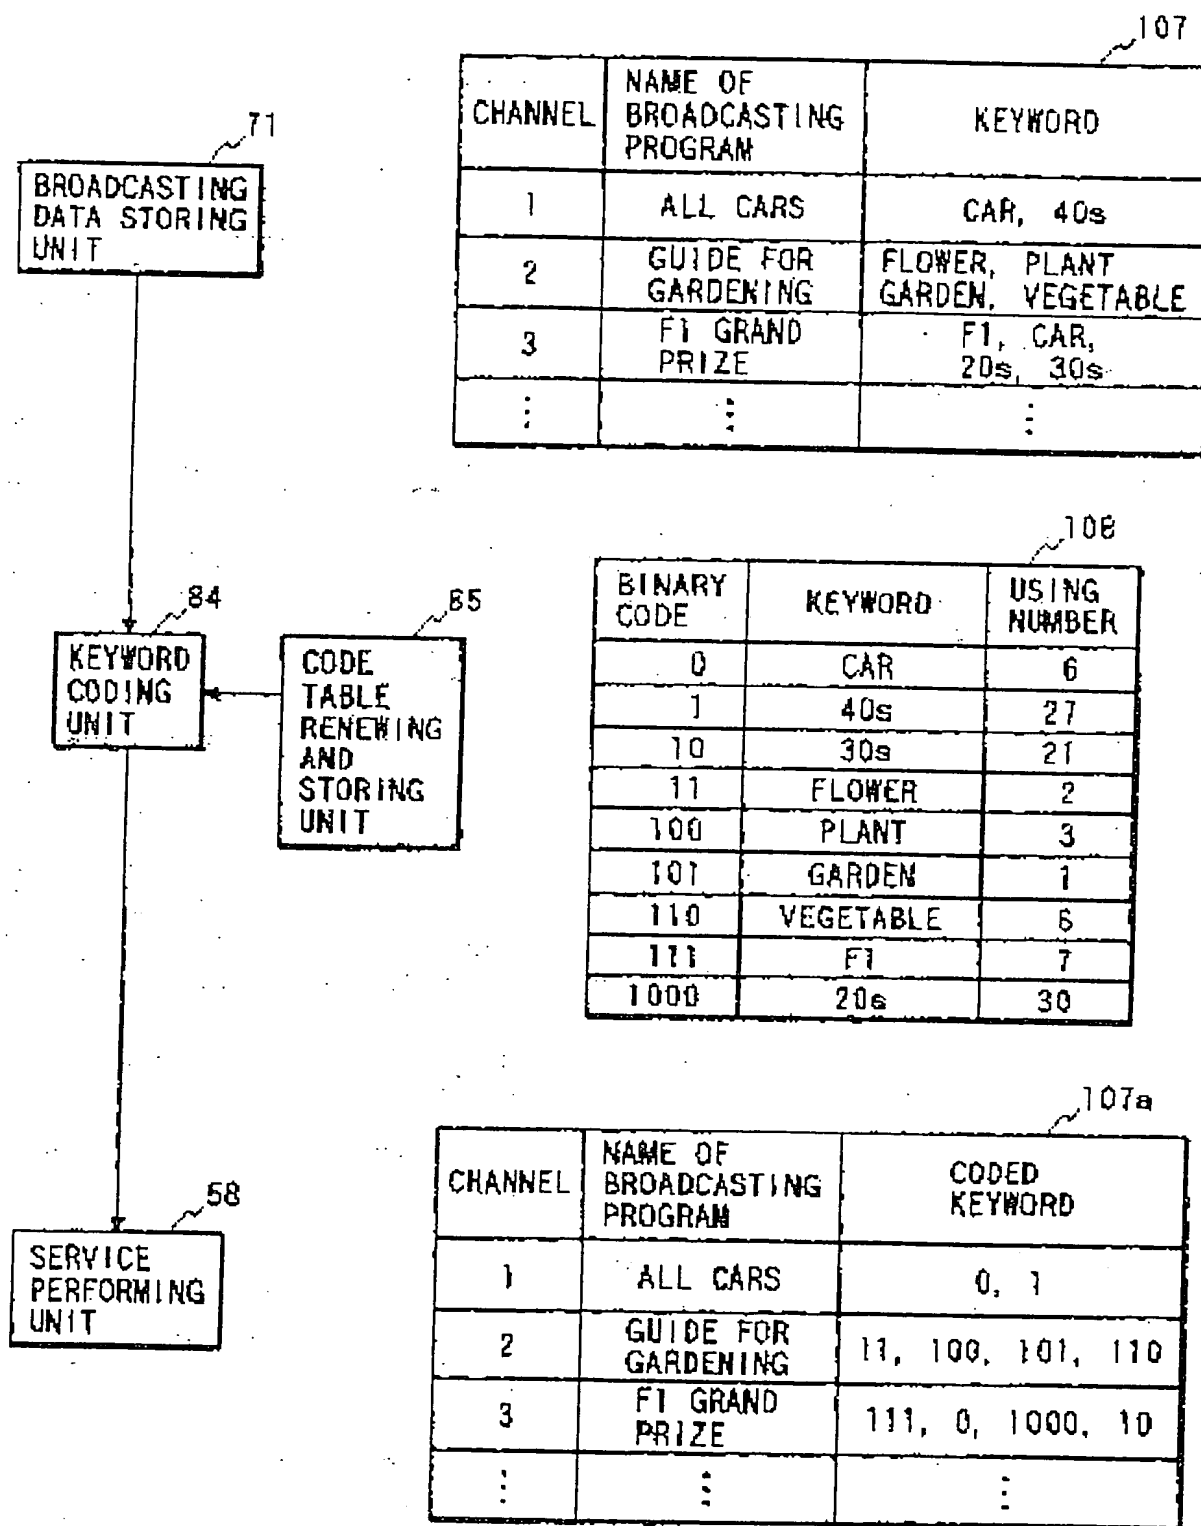 107
CHANNEL NAME OF BROADCASTING PROGRAM KEYWORD
1 ALL CARS CAR, 40s
2 GUIDE FOR GARDENING FLOWER, PLANT GARDEN, VEGETABLE
3 F1 GRAND PRIZE F1, CAR, 20s, 30s
71
BROADCASTING
DATA STORING
UNIT
108
BINARY CODE KEYWORD USING NUMBER
0 CAR 6
1 40s 27
10 30s 21
11 FLOWER 2
100 PLANT 3
101 GARDEN 1
110 VEGETABLE 6
111 F1 7
1000 20s 30
84
KEYWORD
CODING
UNIT
85
CODE
TABLE
RENEWING
AND
STORING
UNIT
107a
CHANNEL NAME OF BROADCASTING PROGRAM CODED KEYWORD
1 ALL CARS 0, 1
2 GUIDE FOR GARDENING 11, 100, 101, 110
3 F1 GRAND PRIZE 111, 0, 1000, 10
58
SERVICE
PERFORMING
UNIT